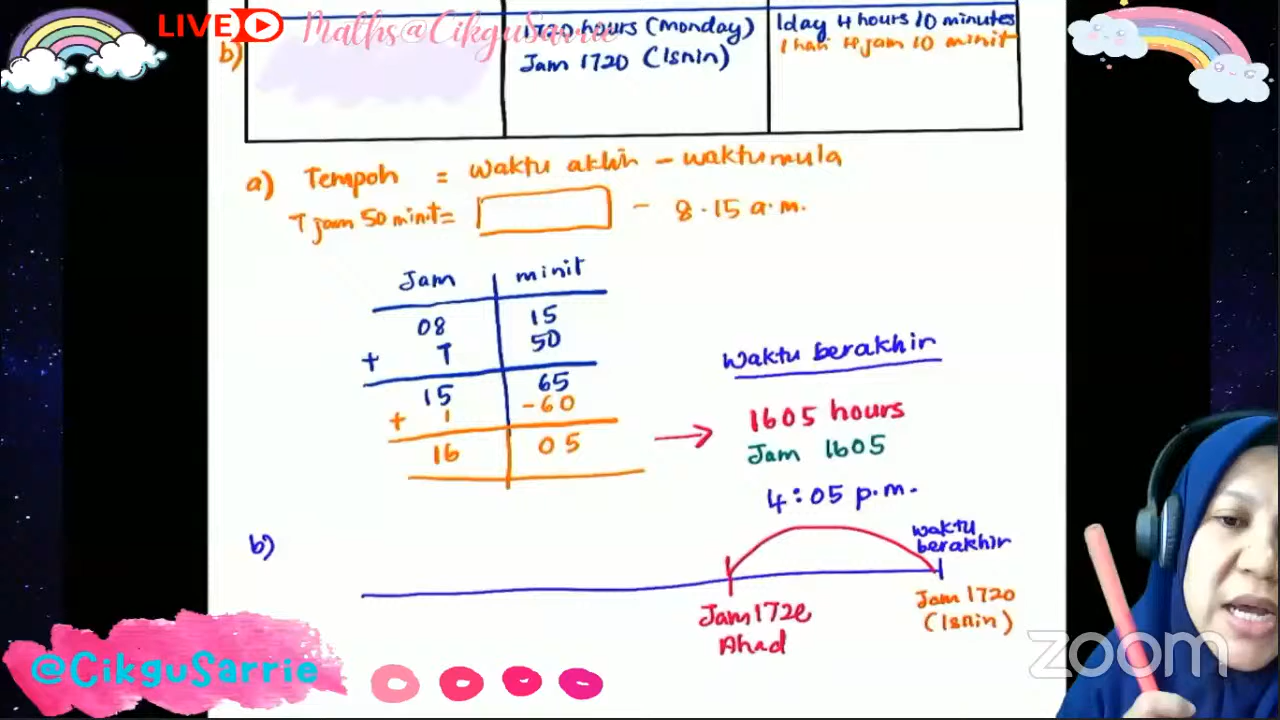 LIVE
Maths@CikguSarrie
b)
1720 hours (monday)
Jam 1720 (Isnin)
1day 4 hours 10 minutes
1 hari 4 jam 10 minit
a) Tempoh = waktu akhir - waktu mula
7 jam 50 minit = - 8.15 a.m.
Jam minit
08 15
+ 7 50
15 65
+ 1 -60
16 05
waktu berakhir
1605 hours
Jam 1605
4:05 p.m.
b)
waktu
berakhir
Jam 172e
Ahad
Jam 1720
(Isnin)
zoom
@CikguSarrie